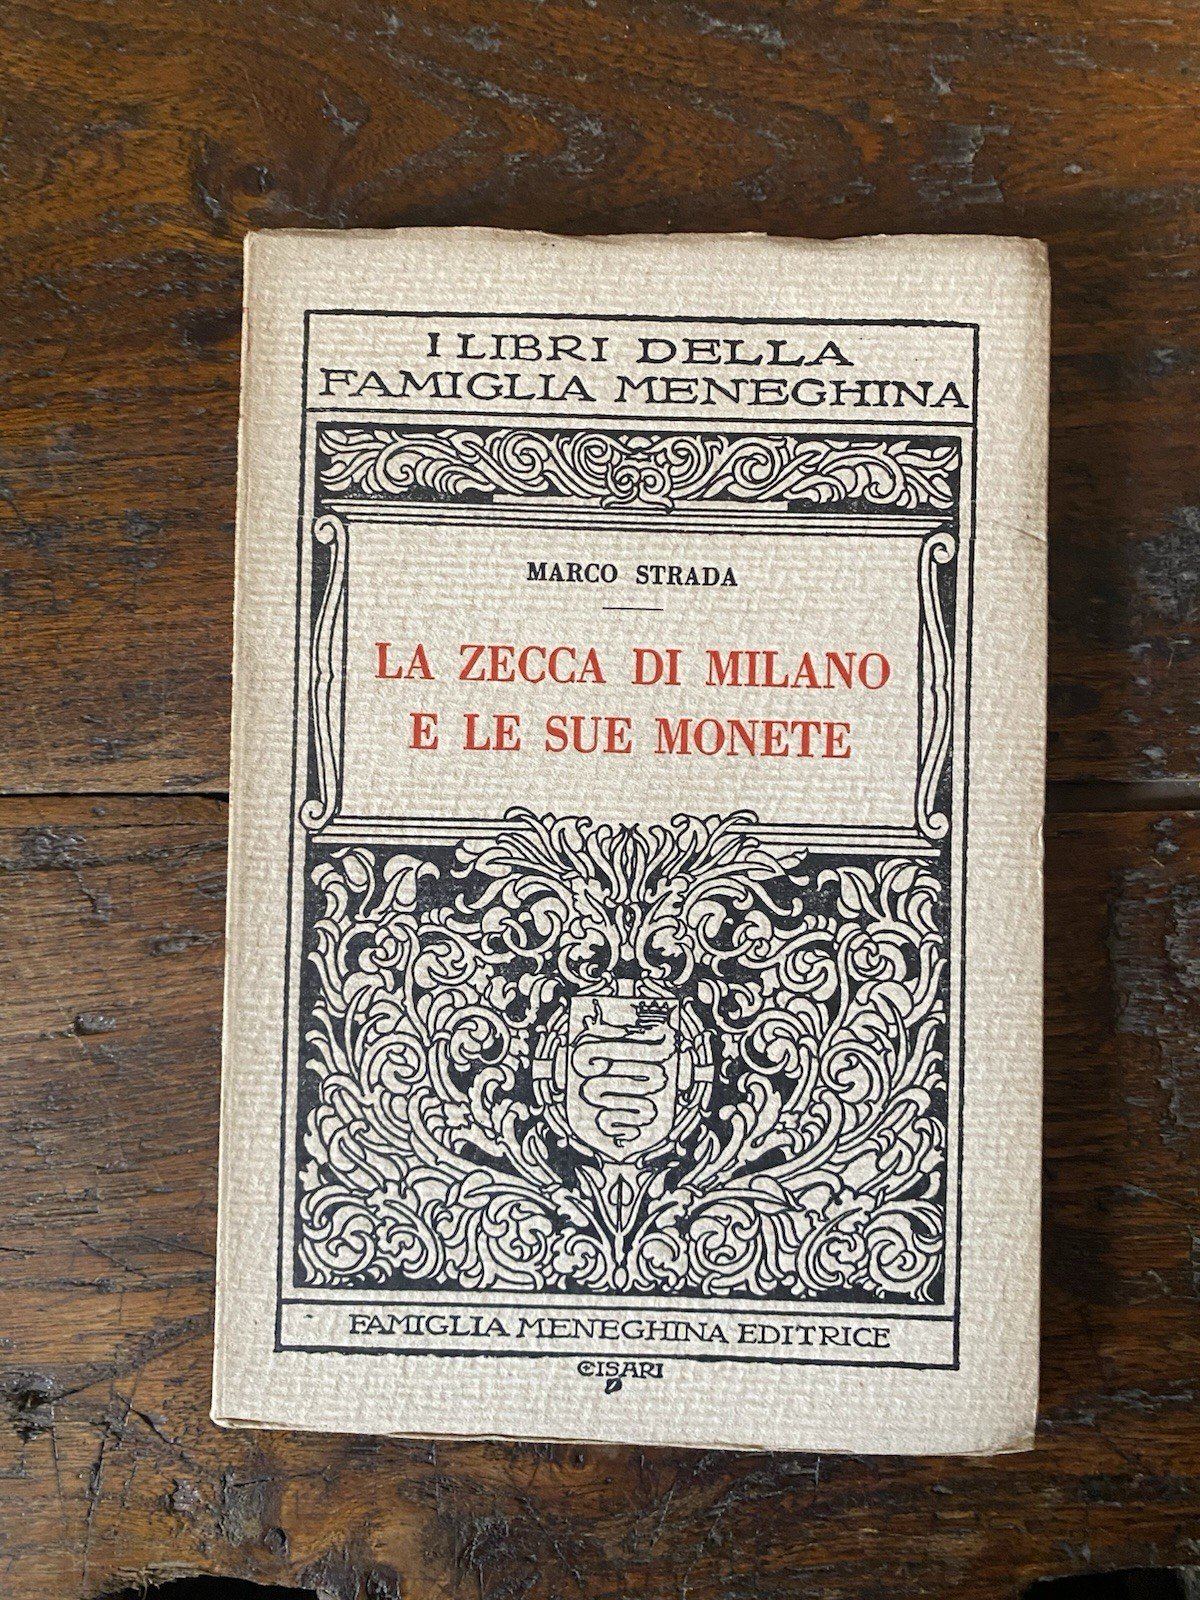 I LIBRI DELLA
FAMIGLIA MENEGHINA
MARCO STRADA
LA ZECCA DI MILANO
E LE SUE MONETE
FAMIGLIA MENEGHINA EDITRICE
CISARI